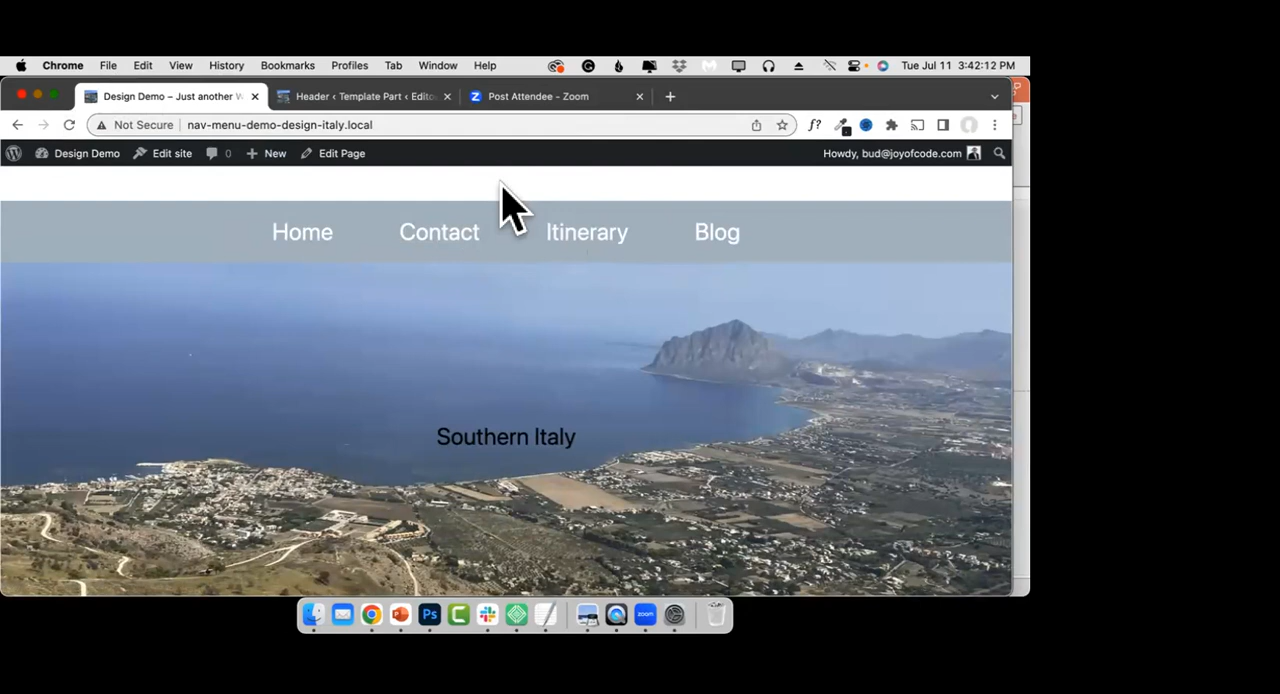 Chrome File Edit View History Bookmarks Profiles Tab Window Help Tue Jul 11 3:42:12 PM
Design Demo – Just another W Header ‹ Template Part ‹ Edito Post Attendee - Zoom
Not Secure nav-menu-demo-design-italy.local f?
Design Demo Edit site 0 New Edit Page Howdy, bud@joyofcode.com
Home Contact Itinerary Blog
Southern Italy
Ps C zoom